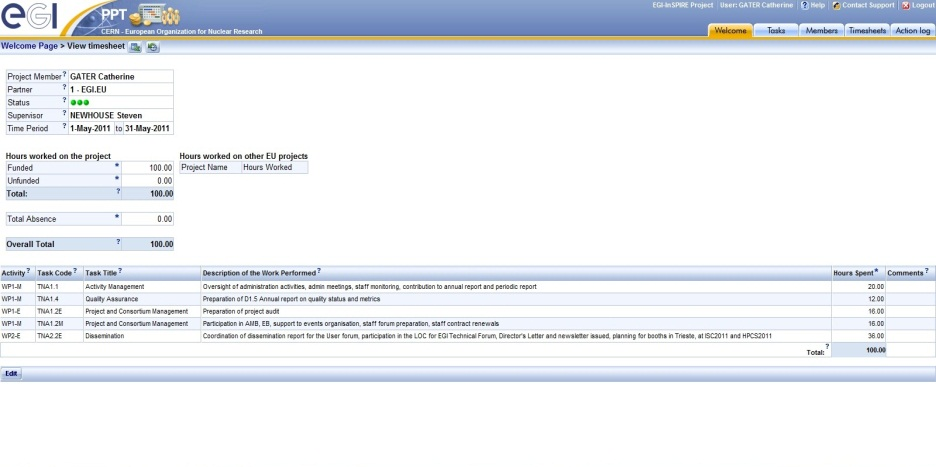 EGI-InSPIRE Project | User: GATER Catherine | ? Help | Contact Support | Logout
egi PPT
CERN - European Organization for Nuclear Research
Welcome Tasks Members Timesheets Action log
Welcome Page > View timesheet
Project Member ? GATER Catherine
Partner ? 1 - EGI.EU
Status ?
Supervisor ? NEWHOUSE Steven
Time Period ? 1-May-2011 to 31-May-2011
Hours worked on the project Hours worked on other EU projects
Funded * 100.00 Project Name Hours Worked
Unfunded * 0.00
Total: ? 100.00
Total Absence * 0.00
Overall Total ? 100.00
Activity ? Task Code ? Task Title ? Description of the Work Performed ? Hours Spent * Comments ?
WP1-M TNA1.1 Activity Management Oversight of administration activities, admin meetings, staff monitoring, contribution to annual report and periodic report 20.00
WP1-M TNA1.4 Quality Assurance Preparation of D1.5 Annual report on quality status and metrics 12.00
WP1-E TNA1.2E Project and Consortium Management Preparation of project audit 16.00
WP1-M TNA1.2M Project and Consortium Management Participation in AMB, EB, support to events organisation, staff forum preparation, staff contract renewals 16.00
WP2-E TNA2.2E Dissemination Coordination of dissemination report for the User forum, participation in the LOC for EGI Technical Forum, Director's Letter and newsletter issued, planning for booths in Trieste, at ISC2011 and HPCS2011 36.00
Total: ? 100.00
Edit